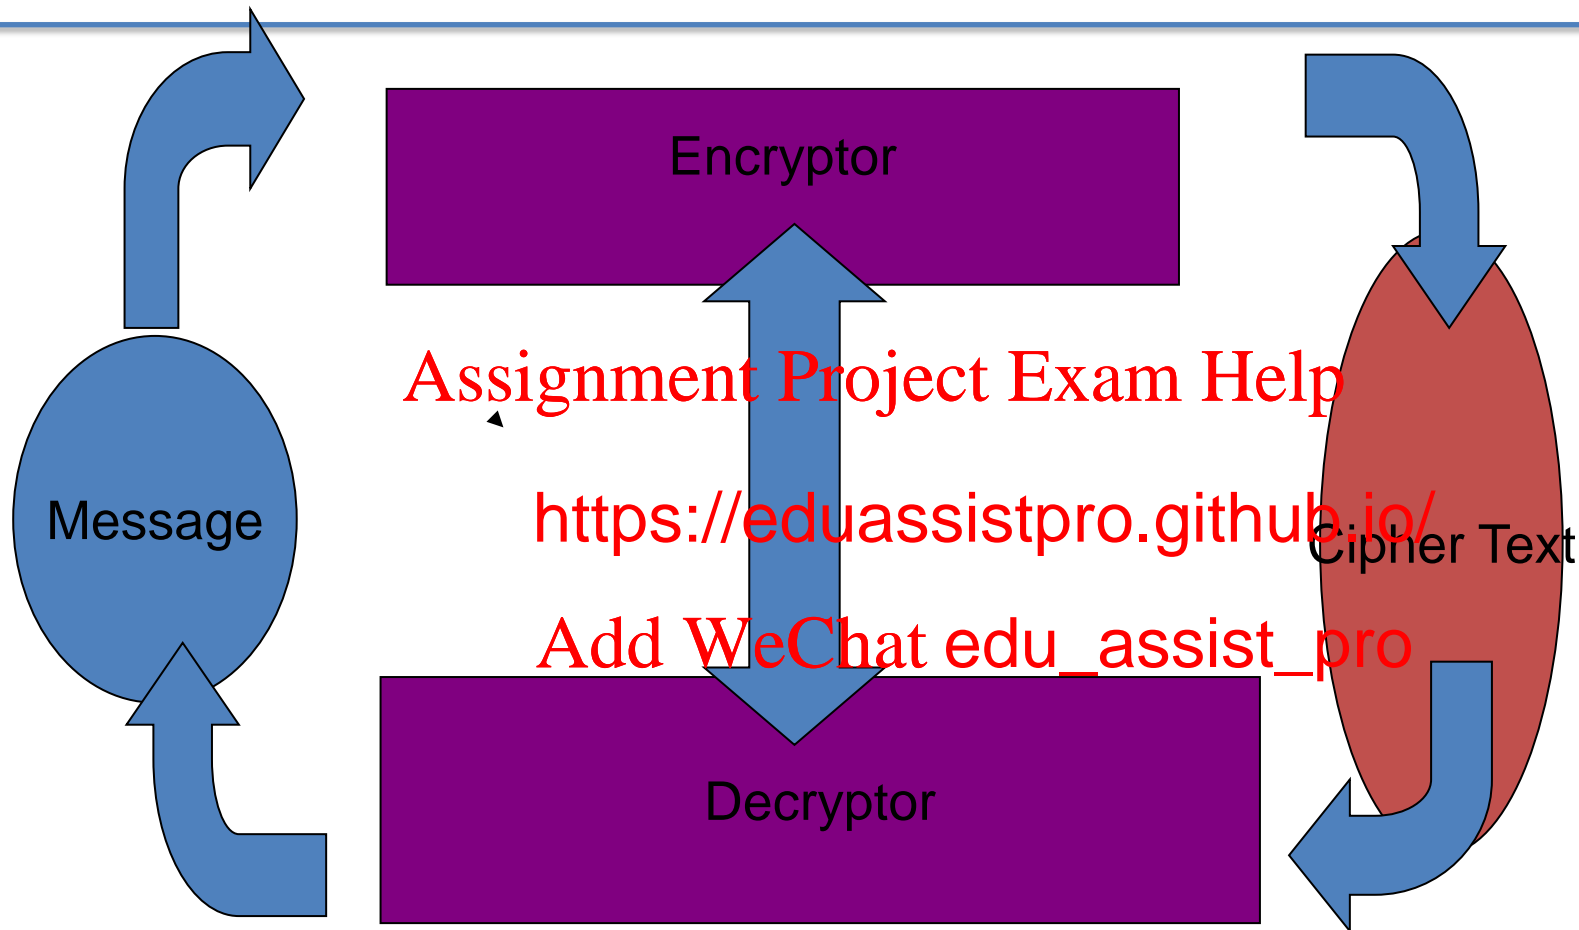 Encryptor
Assignment Project Exam Help
Message
https://eduassistpro.github.io/
Cipher Text
Add WeChat edu_assist_pro
Decryptor